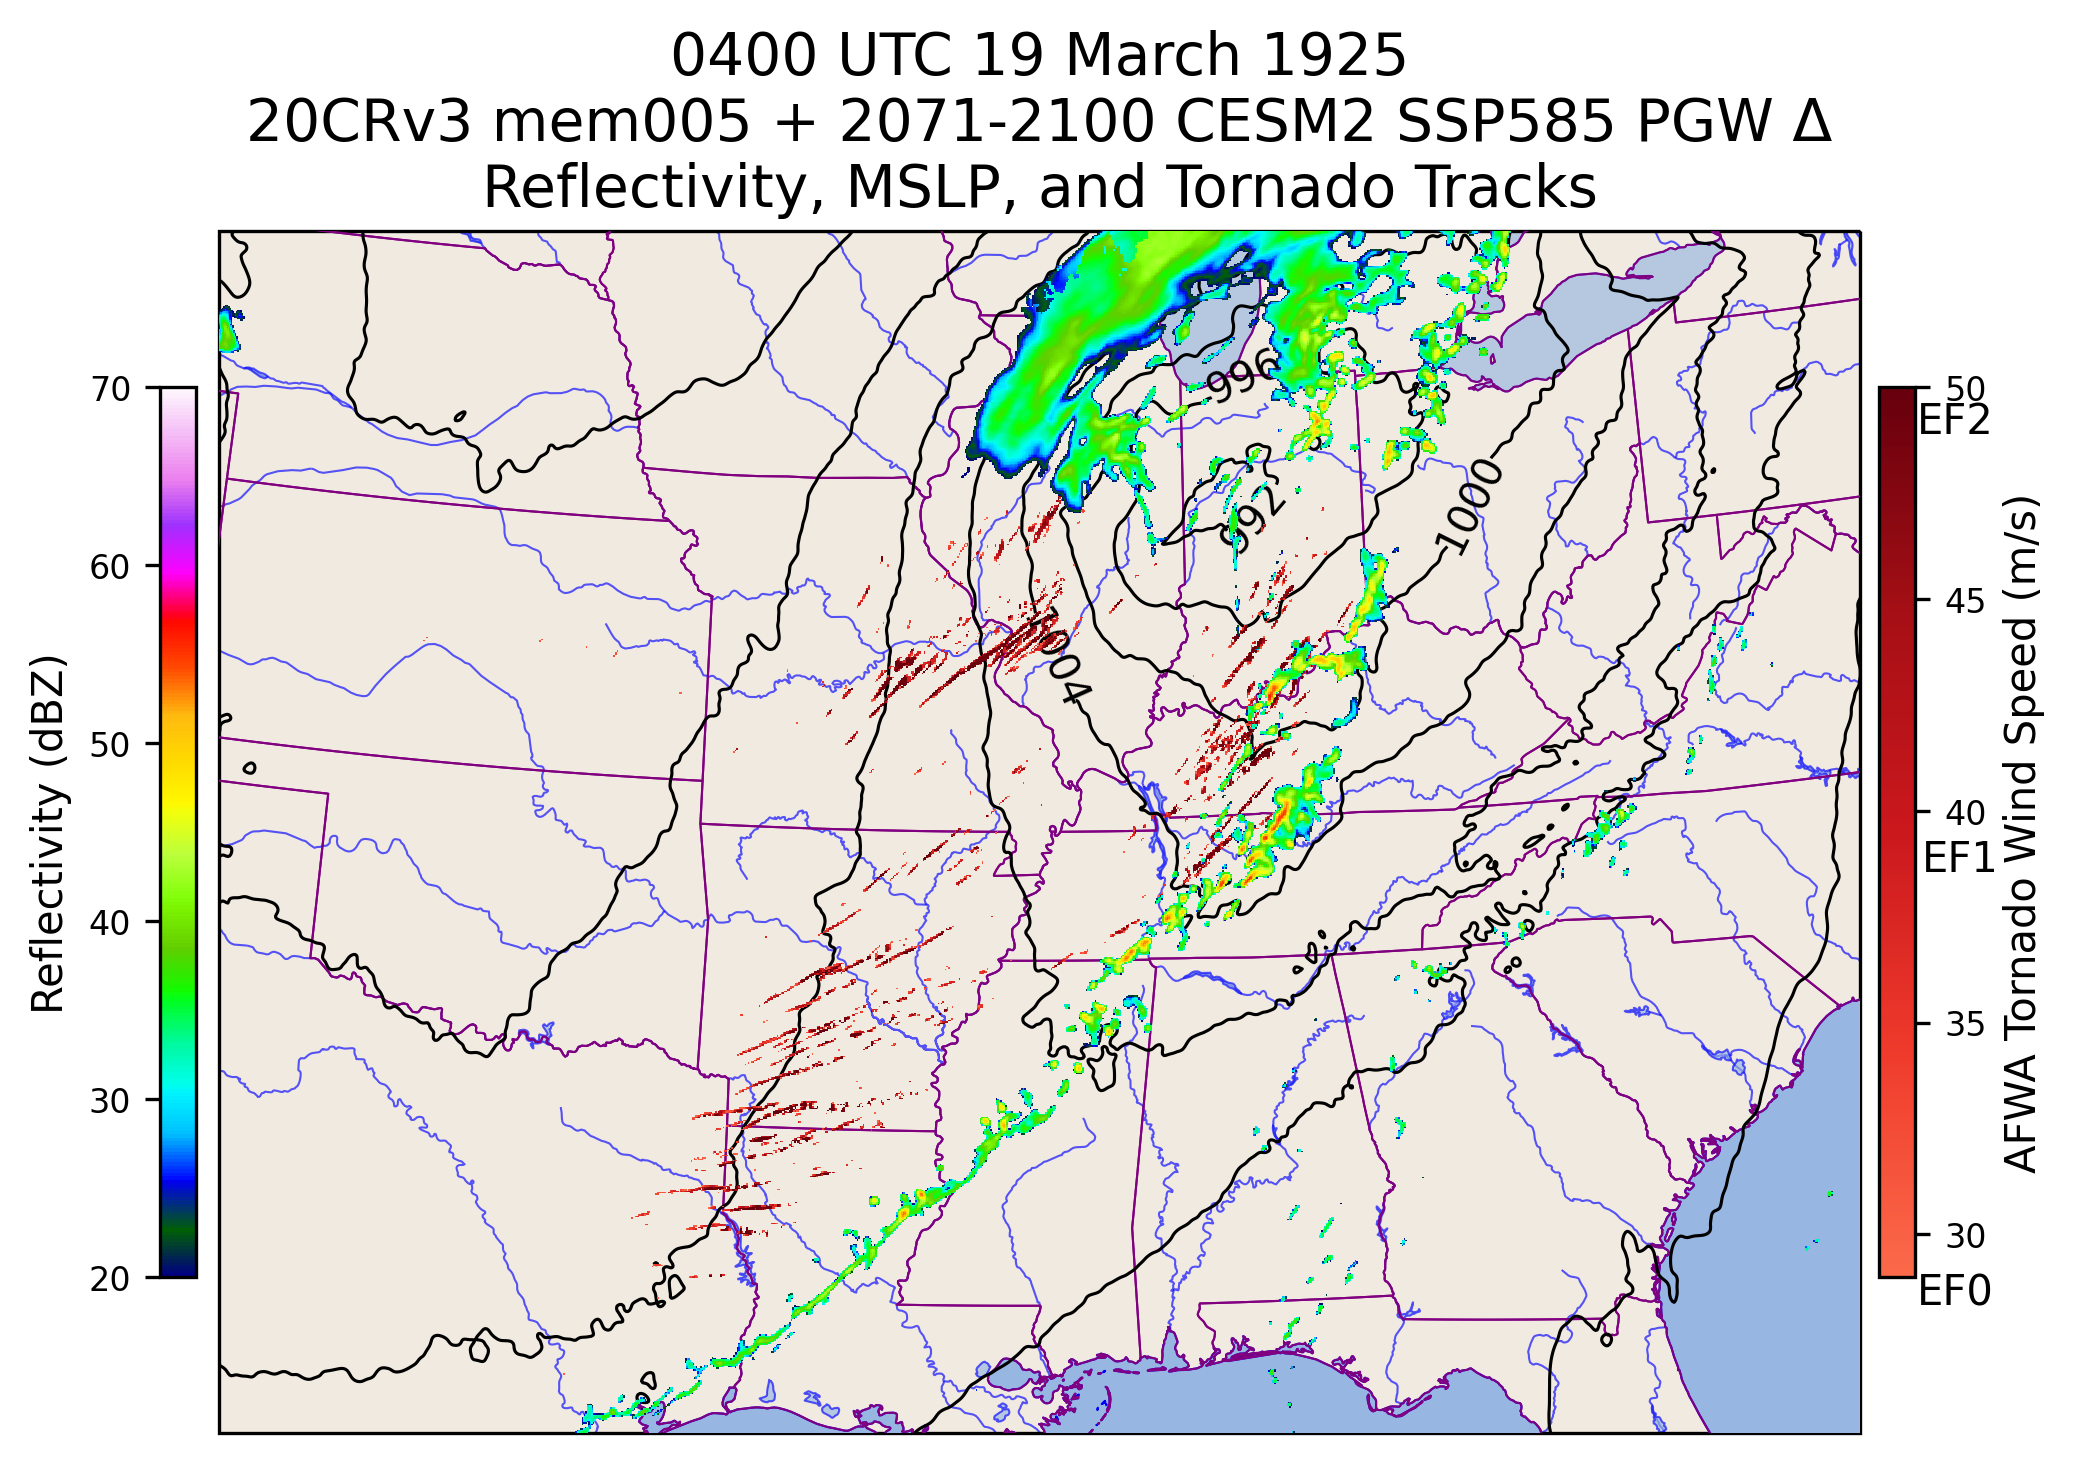 0400 UTC 19 March 1925
20CRv3 mem005 + 2071-2100 CESM2 SSP585 PGW Δ
Reflectivity, MSLP, and Tornado Tracks
Reflectivity (dBZ)
70
60
50
40
30
20
996
992
1000
1004
50
EF2
45
40
EF1
35
30
EF0
AFWA Tornado Wind Speed (m/s)